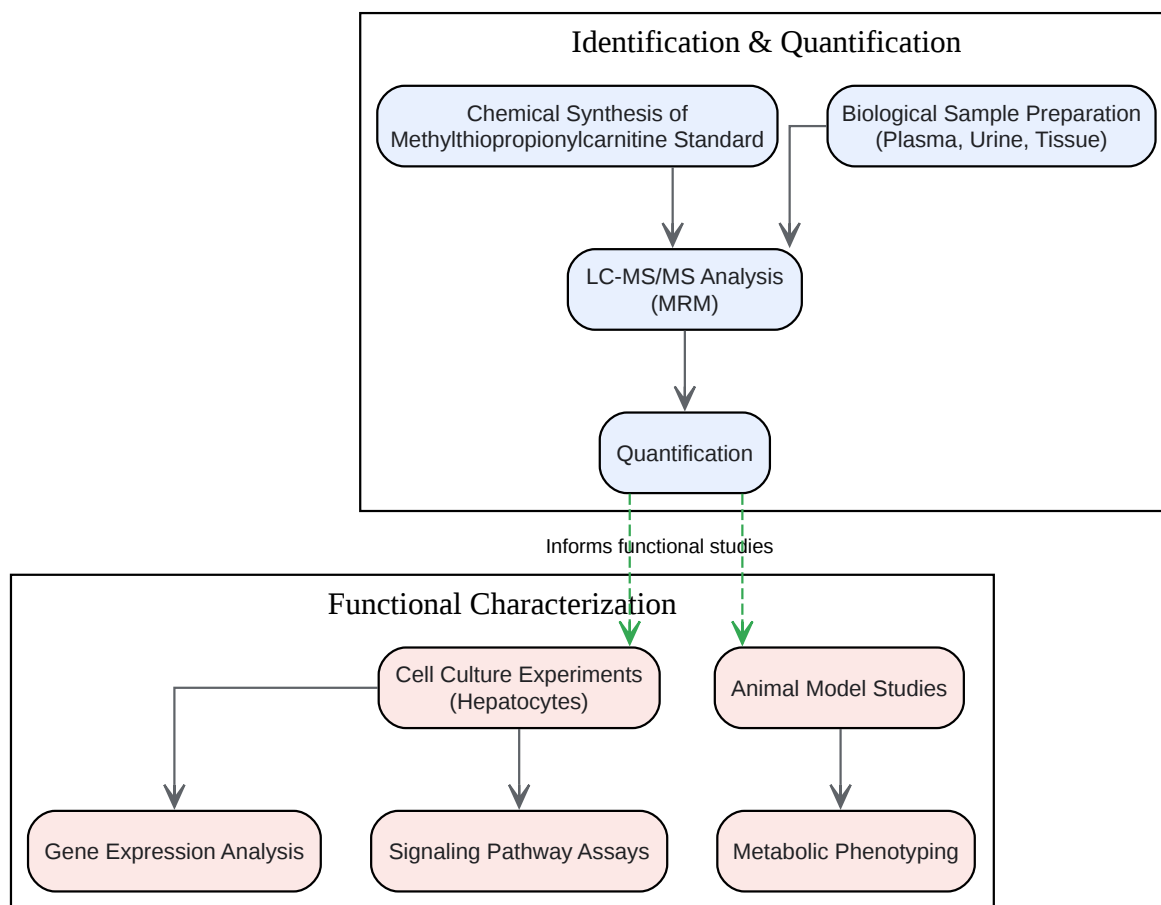 Identification & Quantification
Chemical Synthesis of
Methylthiopropionylcarnitine Standard
Biological Sample Preparation
(Plasma, Urine, Tissue)
LC-MS/MS Analysis
(MRM)
Quantification
Informs functional studies
Functional Characterization
Cell Culture Experiments
(Hepatocytes)
Animal Model Studies
Gene Expression Analysis
Signaling Pathway Assays
Metabolic Phenotyping